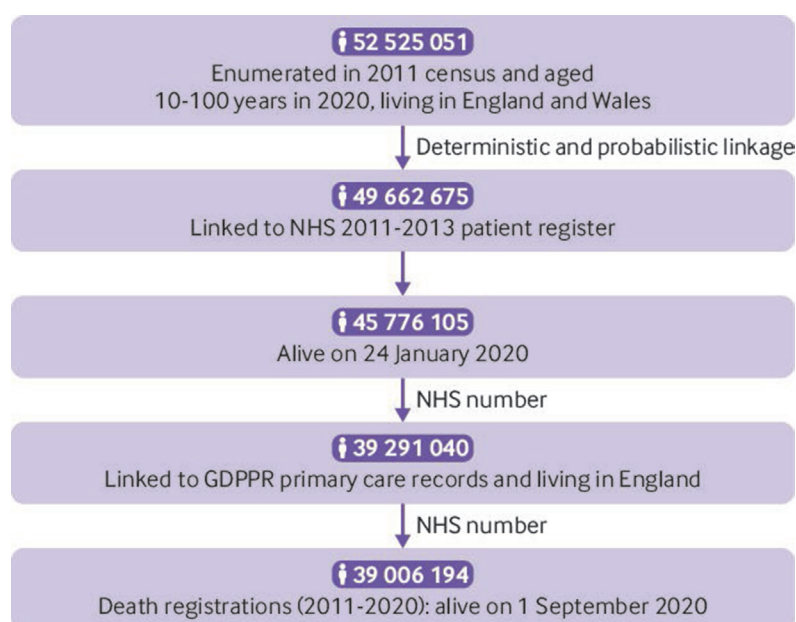 52 525 051
Enumerated in 2011 census and aged
10-100 years in 2020, living in England and Wales
Deterministic and probabilistic linkage
49 662 675
Linked to NHS 2011-2013 patient register
45 776 105
Alive on 24 January 2020
NHS number
39 291 040
Linked to GDPPR primary care records and living in England
NHS number
39 006 194
Death registrations (2011-2020): alive on 1 September 2020